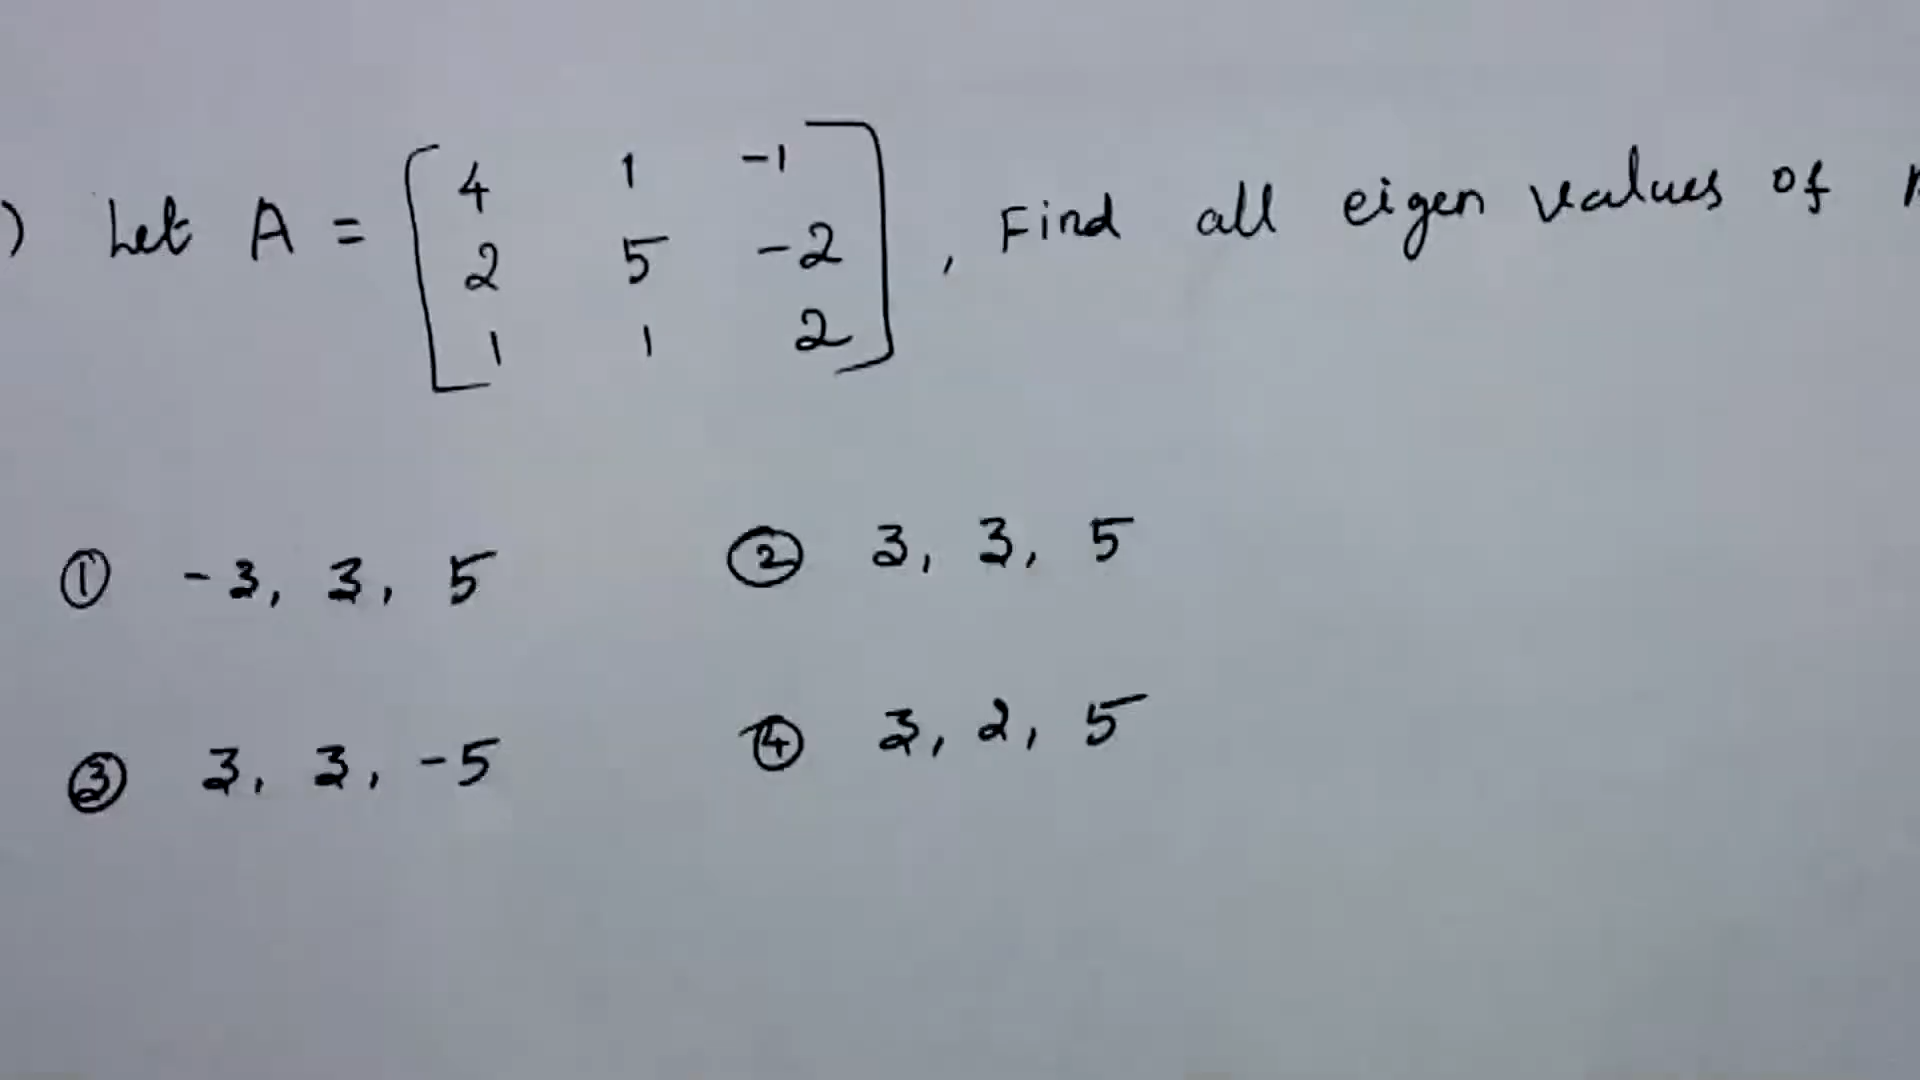 ) Let A = [ 4 1 -1
2 5 -2
1 1 2 ] , Find all eigen values of
① -3, 3, 5
② 3, 3, 5
③ 3, 3, -5
④ 3, 2, 5